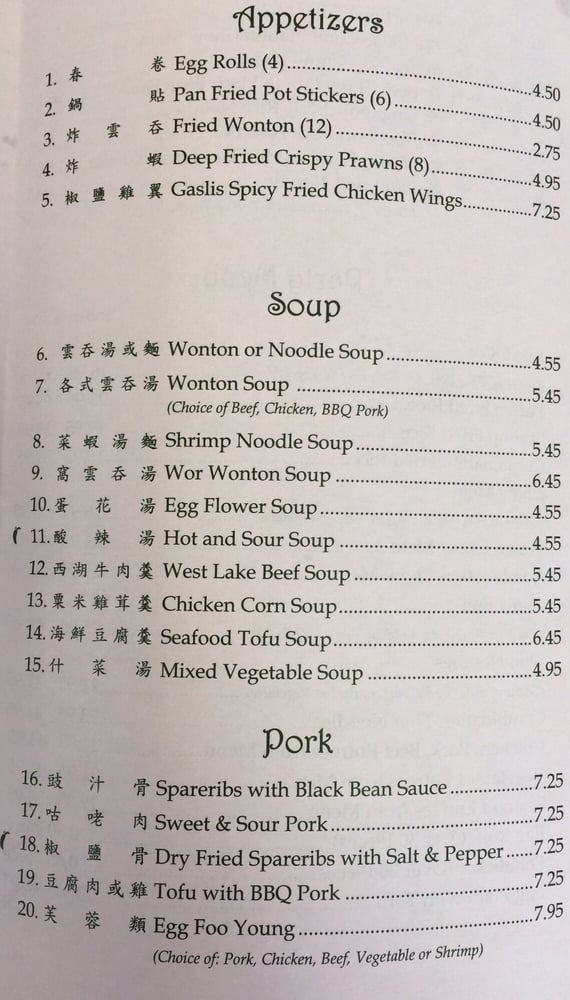 Appetizers
1. 春 卷 Egg Rolls (4)..........4.50
2. 鍋 貼 Pan Fried Pot Stickers (6)..........4.50
3. 炸 雲 吞 Fried Wonton (12)..........2.75
4. 炸 蝦 Deep Fried Crispy Prawns (8)..........4.95
5. 椒 鹽 雞 翼 Gaslis Spicy Fried Chicken Wings..........7.25
Soup
6. 雲吞湯或麵 Wonton or Noodle Soup..........4.55
7. 各式雲吞湯 Wonton Soup ..........5.45
(Choice of Beef, Chicken, BBQ Pork)
8. 菜 蝦 湯 麵 Shrimp Noodle Soup..........5.45
9. 窩 雲 吞 湯 Wor Wonton Soup ..........6.45
10. 蛋 花 湯 Egg Flower Soup..........4.55
11. 酸 辣 湯 Hot and Sour Soup ..........4.55
12. 西湖牛肉羹 West Lake Beef Soup..........5.45
13. 粟米雞茸羹 Chicken Corn Soup..........5.45
14. 海鮮豆腐羹 Seafood Tofu Soup..........6.45
15. 什 菜 湯 Mixed Vegetable Soup ..........4.95
Pork
16. 豉 汁 骨 Spareribs with Black Bean Sauce..........7.25
17. 咕 咾 肉 Sweet & Sour Pork..........7.25
18. 椒 鹽 骨 Dry Fried Spareribs with Salt & Pepper.....7.25
19. 豆腐肉或雞 Tofu with BBQ Pork ..........7.25
20. 芙 蓉 類 Egg Foo Young..........7.95
(Choice of: Pork, Chicken, Beef, Vegetable or Shrimp)